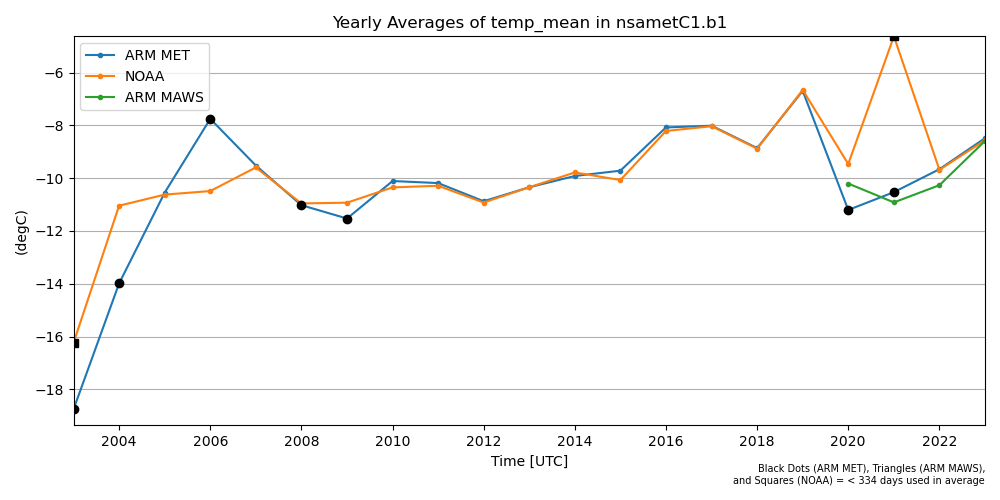 Yearly Averages of temp_mean in nsametC1.b1
ARM MET
NOAA
ARM MAWS
(degC)
−6
−8
−10
−12
−14
−16
−18
2004 2006 2008 2010 2012 2014 2016 2018 2020 2022
Time [UTC]
Black Dots (ARM MET), Triangles (ARM MAWS),
and Squares (NOAA) = < 334 days used in average